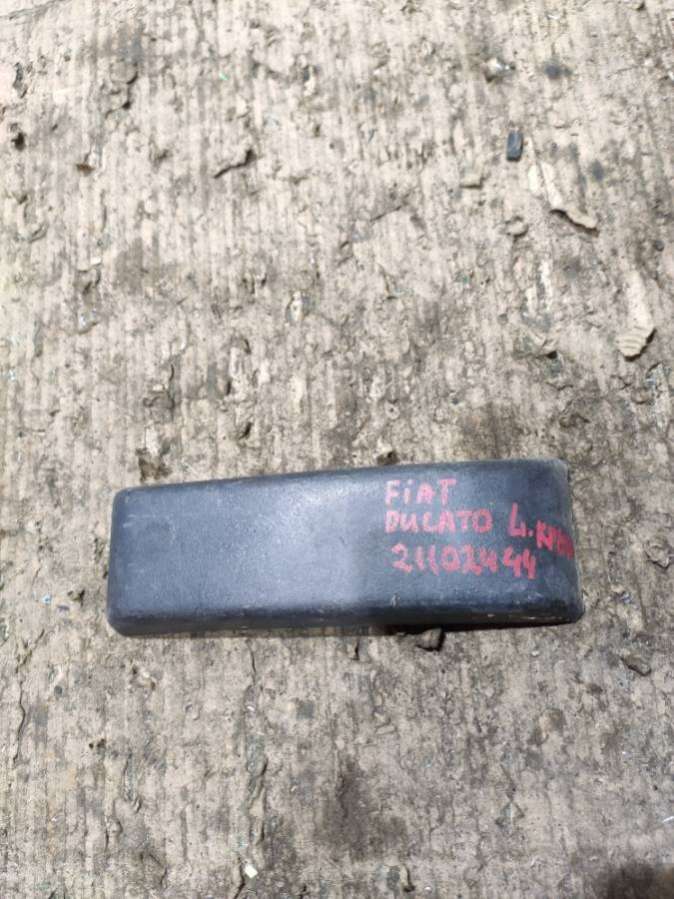 FiAT
DUCATO L.
21102444